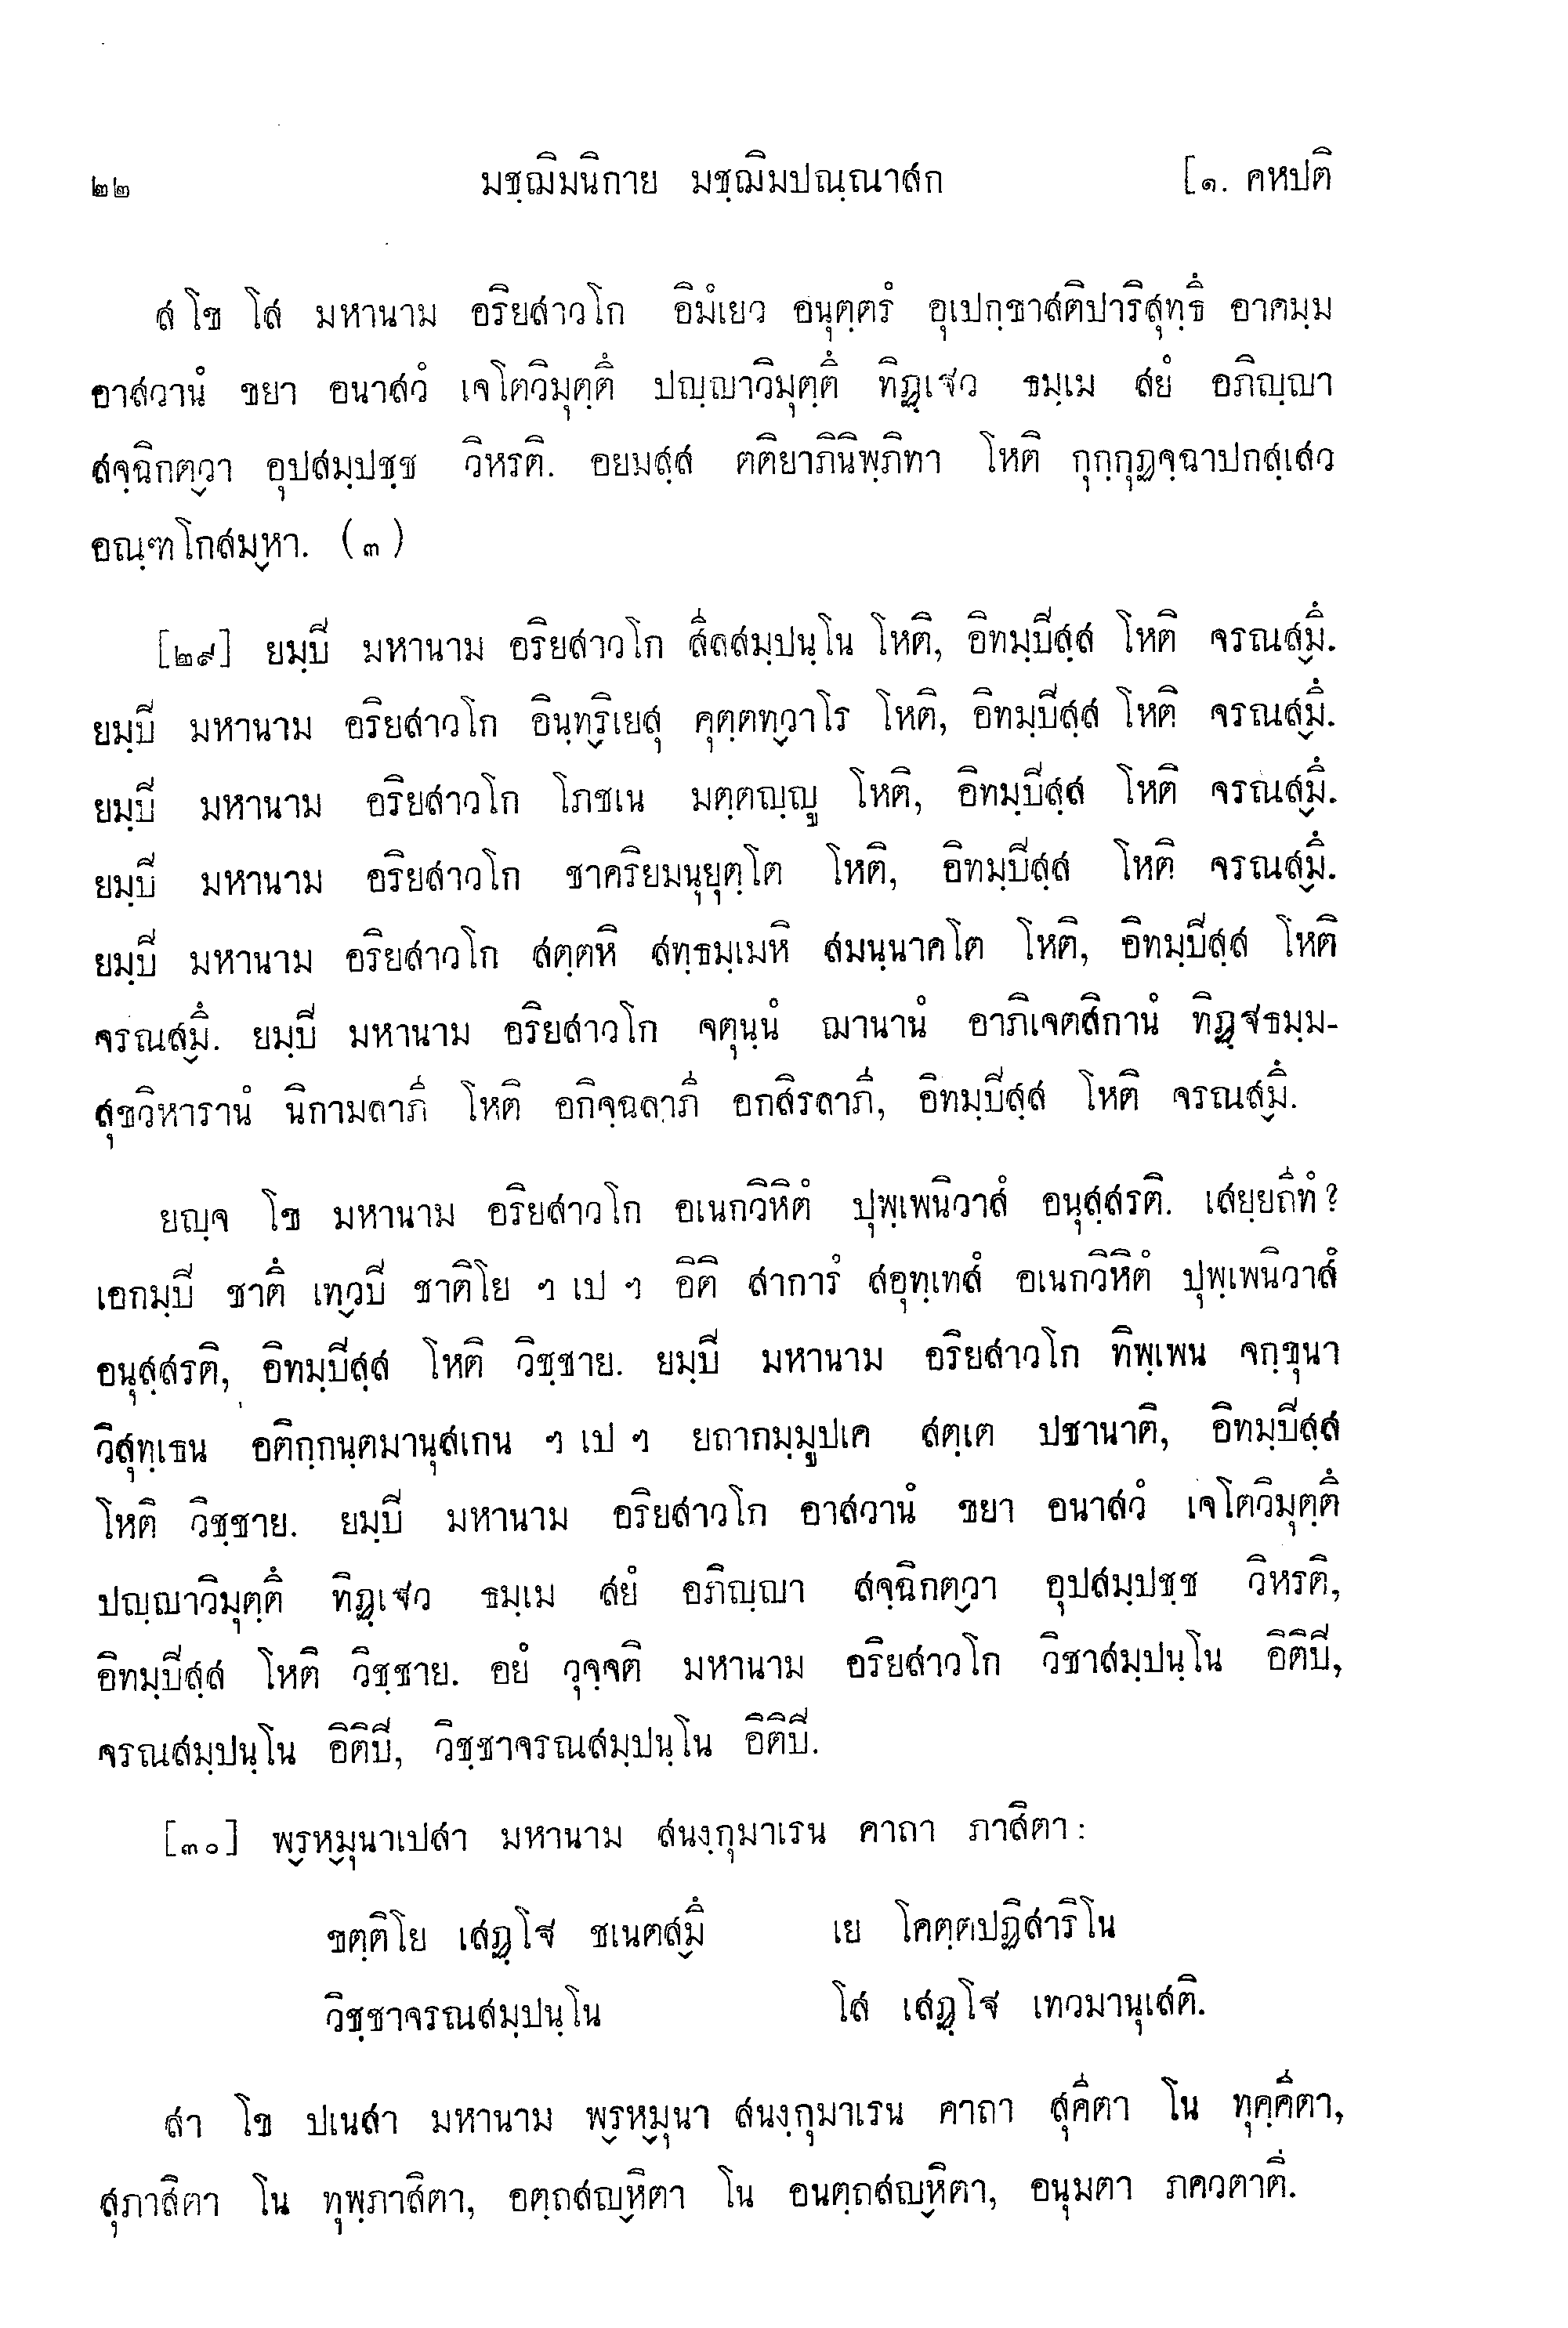 ๒๒ มชฺฌิมนิกาย มชฺฌิมปณฺณาสก [๑. คหปติ
ส โข โส มหานาม อริยสาวโก อิมํเยว อนุตฺตรํ อุเปกฺขาสติปาริสุทฺธึ อาคมฺม
อาสวานํ ขยา อนาสวํ เจโตวิมุตฺตึ ปญฺญาวิมุตฺตึ ทิฏฺเฐว ธมฺเม สยํ อภิญฺญา
สจฺฉิกต๎วา อุปสมฺปชฺช วิหรติ. อยมสฺส ตติยาภินิพฺภิทา โหติ กุกฺกุฏจฺฉาปกสฺเสว
อณฺฑโกสม๎หา. (๓)
[๒๙] ยมฺปิ มหานาม อริยสาวโก สีลสมฺปนฺโน โหติ, อิทมฺปิสฺส โหติ จรณส๎มึ.
ยมฺปิ มหานาม อริยสาวโก อินฺท๎ริเยสุ คุตฺตท๎วาโร โหติ, อิทมฺปิสฺส โหติ จรณส๎มึ.
ยมฺปิ มหานาม อริยสาวโก โภชเน มตฺตญฺญู โหติ, อิทมฺปิสฺส โหติ จรณส๎มึ.
ยมฺปิ มหานาม อริยสาวโก ชาคริยมนุยุตฺโต โหติ, อิทมฺปิสฺส โหติ จรณส๎มึ.
ยมฺปิ มหานาม อริยสาวโก สตฺตหิ สทฺธมฺเมหิ สมนฺนาคโต โหติ, อิทมฺปิสฺส โหติ
จรณส๎มึ. ยมฺปิ มหานาม อริยสาวโก จตุนฺนํ ฌานานํ อาภิเจตสิกานํ ทิฏฺฐธมฺม-
สุขวิหารานํ นิกามลาภี โหติ อกิจฺฉลาภี อกสิรลาภี, อิทมฺปิสฺส โหติ จรณส๎มึ.
ยญฺจ โข มหานาม อริยสาวโก อเนกวิหิตํ ปุพฺเพนิวาสํ อนุสฺสรติ. เสยฺยถีทํ ?
เอกมฺปิ ชาตึ เท๎วปิ ชาติโย ฯ เป ฯ อิติ สาการํ สอุทฺเทสํ อเนกวิหิตํ ปุพฺเพนิวาสํ
อนุสฺสรติ, อิทมฺปิสฺส โหติ วิชฺชาย. ยมฺปิ มหานาม อริยสาวโก ทิพฺเพน จกฺขุนา
วิสุทฺเธน อติกฺกนฺตมานุสเกน ฯ เป ฯ ยถากมฺมูปเค สตฺเต ปชานาติ, อิทมฺปิสฺส
โหติ วิชฺชาย. ยมฺปิ มหานาม อริยสาวโก อาสวานํ ขยา อนาสวํ เจโตวิมุตฺตึ
ปญฺญาวิมุตฺตึ ทิฏฺเฐว ธมฺเม สยํ อภิญฺญา สจฺฉิกต๎วา อุปสมฺปชฺช วิหรติ,
อิทมฺปิสฺส โหติ วิชฺชาย. อยํ วุจฺจติ มหานาม อริยสาวโก วิชาสมฺปนฺโน อิติปิ,
จรณสมฺปนฺโน อิติปิ, วิชฺชาจรณสมฺปนฺโน อิติปิ.
[๓๐] พ๎รห๎มุนาเปสา มหานาม สนงฺกุมาเรน คาถา ภาสิตา :
ขตฺติโย เสฏฺโฐ ชเนตส๎มึ เย โคตฺตปฏิสาริโน
วิชฺชาจรณสมฺปนฺโน โส เสฏฺโฐ เทวมานุเสติ.
สา โข ปเนสา มหานาม พ๎รห๎มุนา สนงฺกุมาเรน คาถา สุคีตา โน ทุคฺคีตา,
สุภาสิตา โน ทุพฺภาสิตา, อตฺถสญ๎หิตา โน อนตฺถสญ๎หิตา, อนุมตา ภควตาติ.